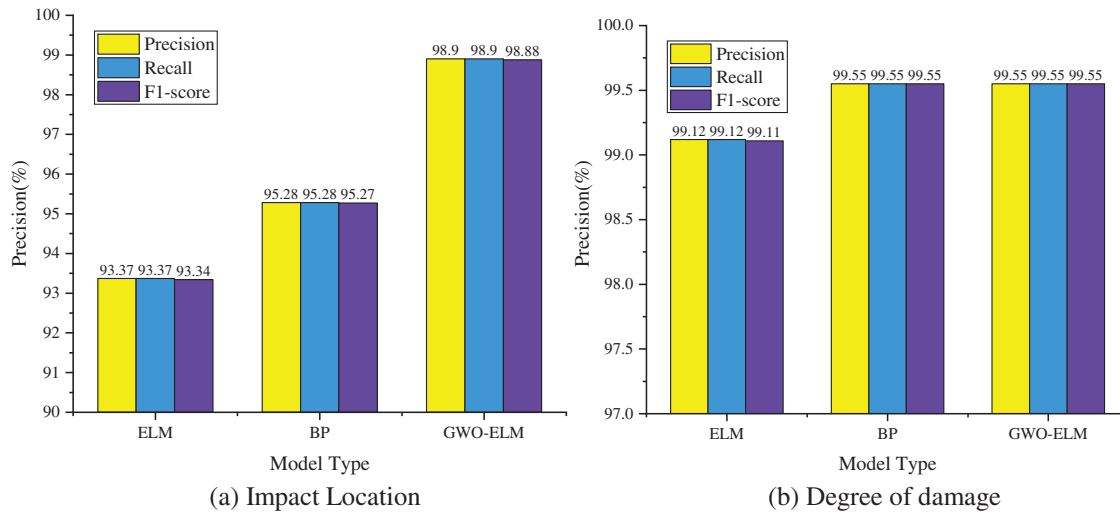 100
99
98
97
96
95
94
93
92
91
90
Precision(%)
Precision
Recall
F1-score
93.37 93.37 93.34
95.28 95.28 95.27
98.9 98.9 98.88
ELM BP GWO-ELM
Model Type
(a) Impact Location
100.0
99.5
99.0
98.5
98.0
97.5
97.0
Precision(%)
Precision
Recall
F1-score
99.12 99.12 99.11
99.55 99.55 99.55
99.55 99.55 99.55
ELM BP GWO-ELM
Model Type
(b) Degree of damage